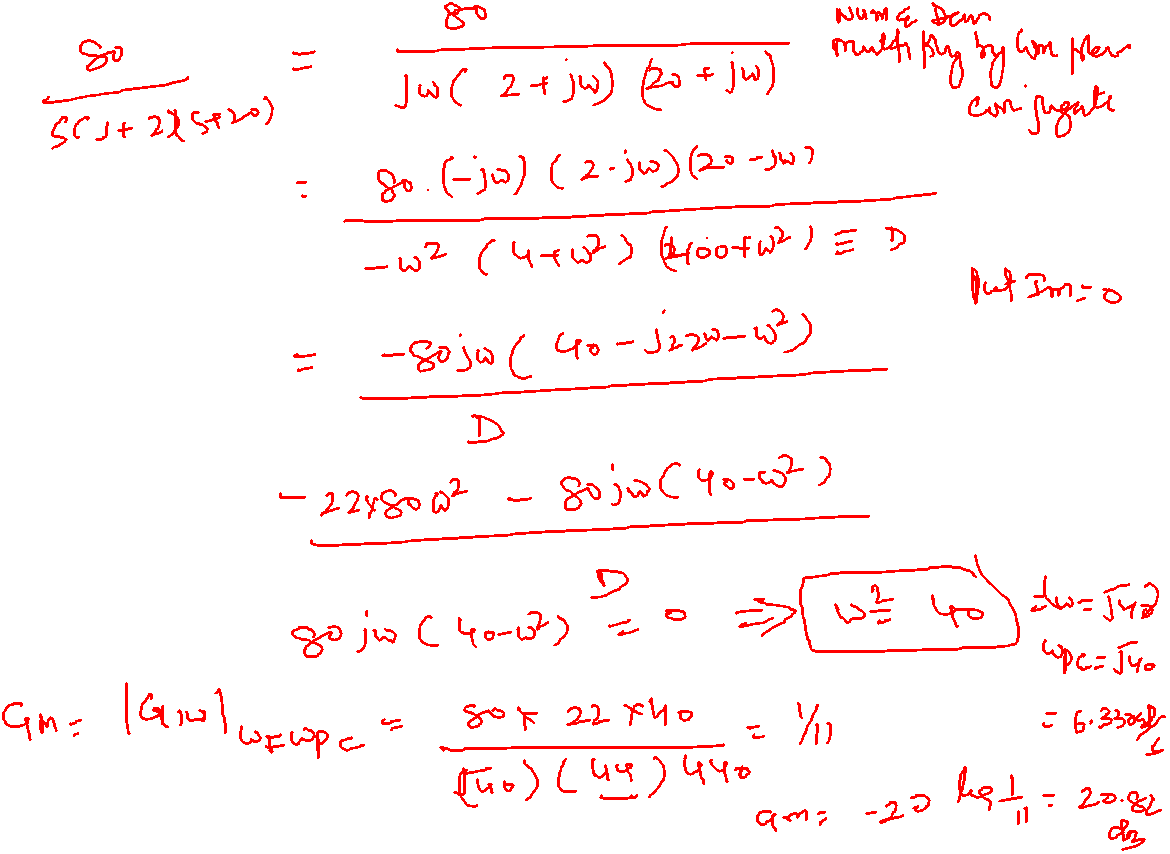 80 / S(s+2)(s+20) = 80 / jω(2+jω)(20+jω)
Num & Den
multiply by complex
conjugate
= 80.(-jω)(2-jω)(20-jω) / -ω²(4+ω²)(400+ω²) ≡ D
Put Im=0
= -80jω(40-j22ω-ω²) / D
-22×80ω² - 80jω(40-ω²) / D
80jω(40-ω²) = 0 ⇒ ω² = 40
ω=√40
ωpc=√40
= 6.33
GM = |Gjω| ω=ωpc = 80×22×40 / (√40)(44)440 = 1/11
GM = -20 log 1/11 = 20.82 db